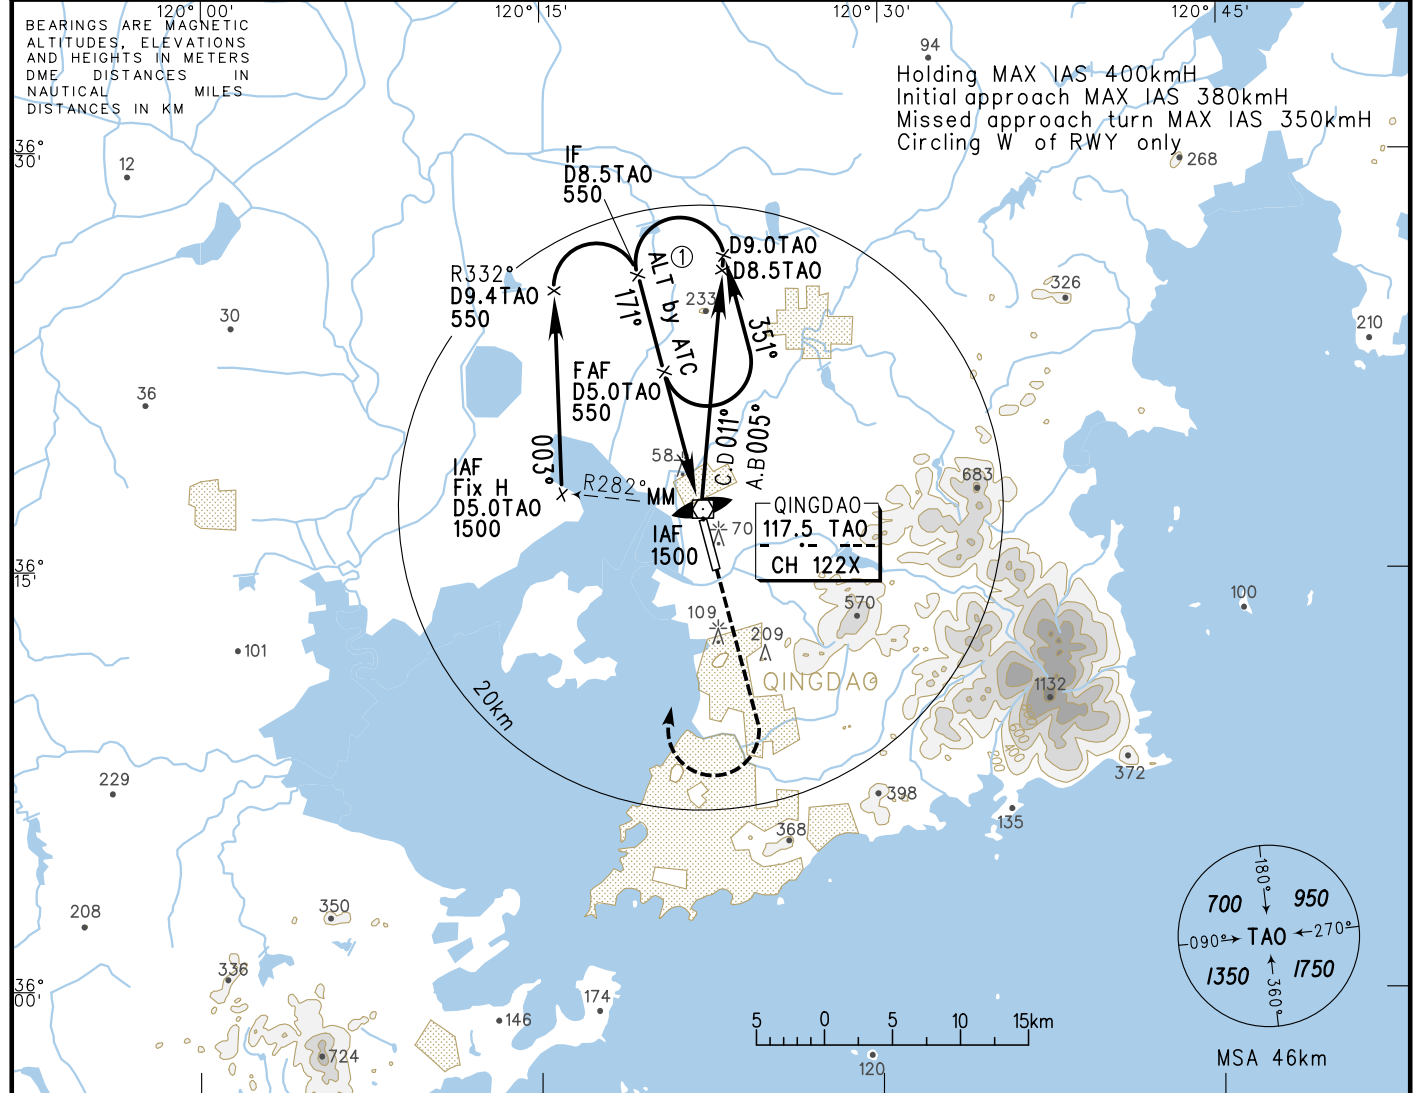 120°00'
120°15'
120°30'
120°45'
BEARINGS ARE MAGNETIC
ALTITUDES, ELEVATIONS
AND HEIGHTS IN METERS
DME DISTANCES IN
NAUTICAL MILES
DISTANCES IN KM
94
Holding MAX IAS 400kmH
Initial approach MAX IAS 380kmH
Missed approach turn MAX IAS 350kmH
Circling W of RWY only
36°
30'
12
268
IF
D8.5TAO
550
1
D9.0TAO
D8.5TAO
R332°
D9.4TAO
550
ALT by ATC
171°
233
351°
326
30
210
36
FAF
D5.0TAO
550
003°
C.D011°
A.B005°
58
683
IAF
Fix H
D5.0TAO
1500
R282°
MM
IAF
1500
70
QINGDAO
117.5 TAO
CH 122X
36°
15'
100
570
109
209
101
QINGDAO
1132
20km
800
600
400
200
372
229
398
135
368
208
350
336
174
146
724
36°
00'
180°
700
950
090°
TAO
270°
1350
1750
360°
MSA 46km
5 0 5 10 15km
120